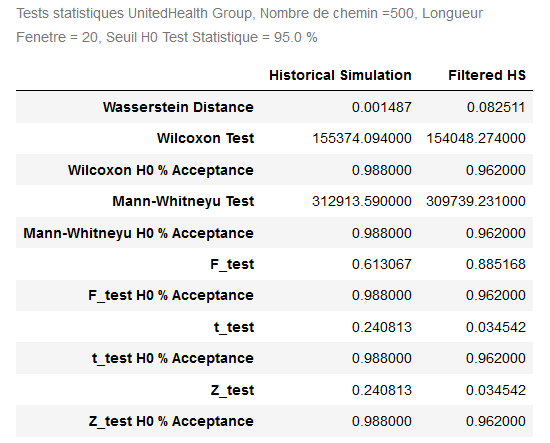 Tests statistiques UnitedHealth Group, Nombre de chemin =500, Longueur
Fenetre = 20, Seuil H0 Test Statistique = 95.0 %
Historical Simulation Filtered HS
Wasserstein Distance 0.001487 0.082511
Wilcoxon Test 155374.094000 154048.274000
Wilcoxon H0 % Acceptance 0.988000 0.962000
Mann-Whitneyu Test 312913.590000 309739.231000
Mann-Whitneyu H0 % Acceptance 0.988000 0.962000
F_test 0.613067 0.885168
F_test H0 % Acceptance 0.988000 0.962000
t_test 0.240813 0.034542
t_test H0 % Acceptance 0.988000 0.962000
Z_test 0.240813 0.034542
Z_test H0 % Acceptance 0.988000 0.962000